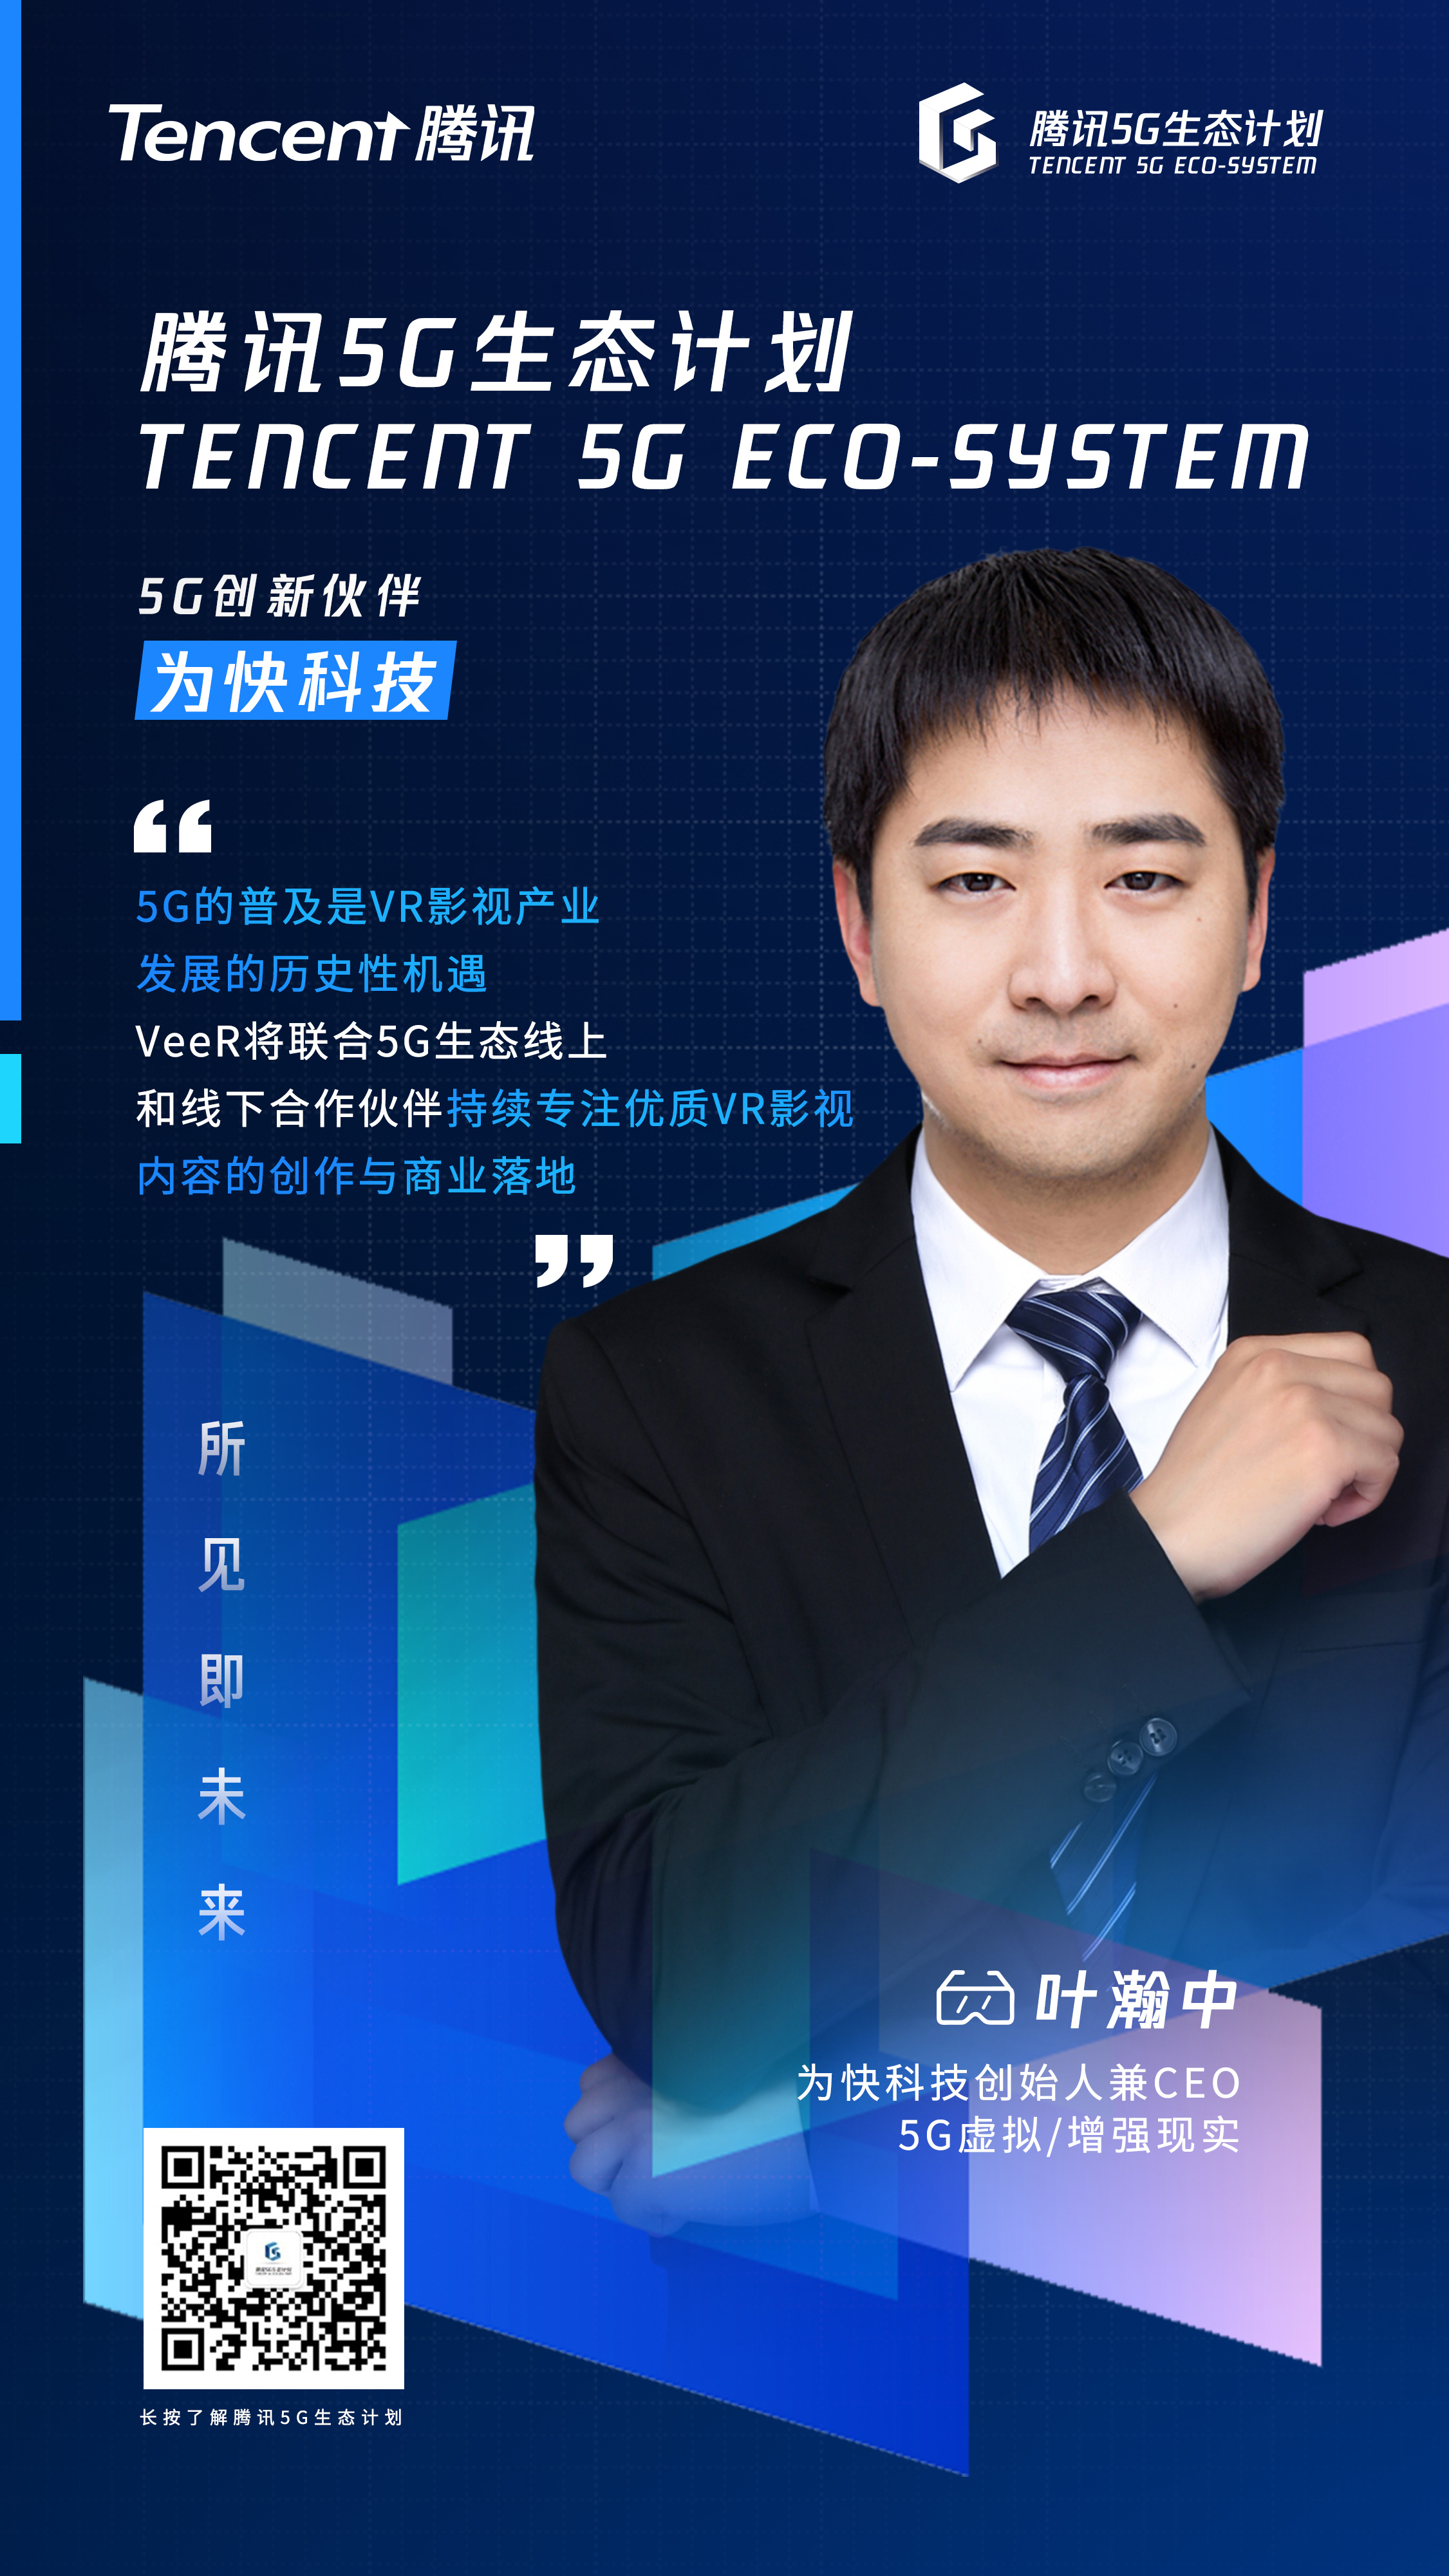 Tencent腾讯
腾讯5G生态计划
TENCENT 5G ECO-SYSTEM
腾讯5G生态计划
TENCENT 5G ECO-SYSTEM
5G创新伙伴
为快科技
“
5G的普及是VR影视产业
发展的历史性机遇
VeeR将联合5G生态线上
和线下合作伙伴持续专注优质VR影视
内容的创作与商业落地
”
所见即未来
叶瀚中
为快科技创始人兼CEO
5G虚拟/增强现实
长按了解腾讯5G生态计划